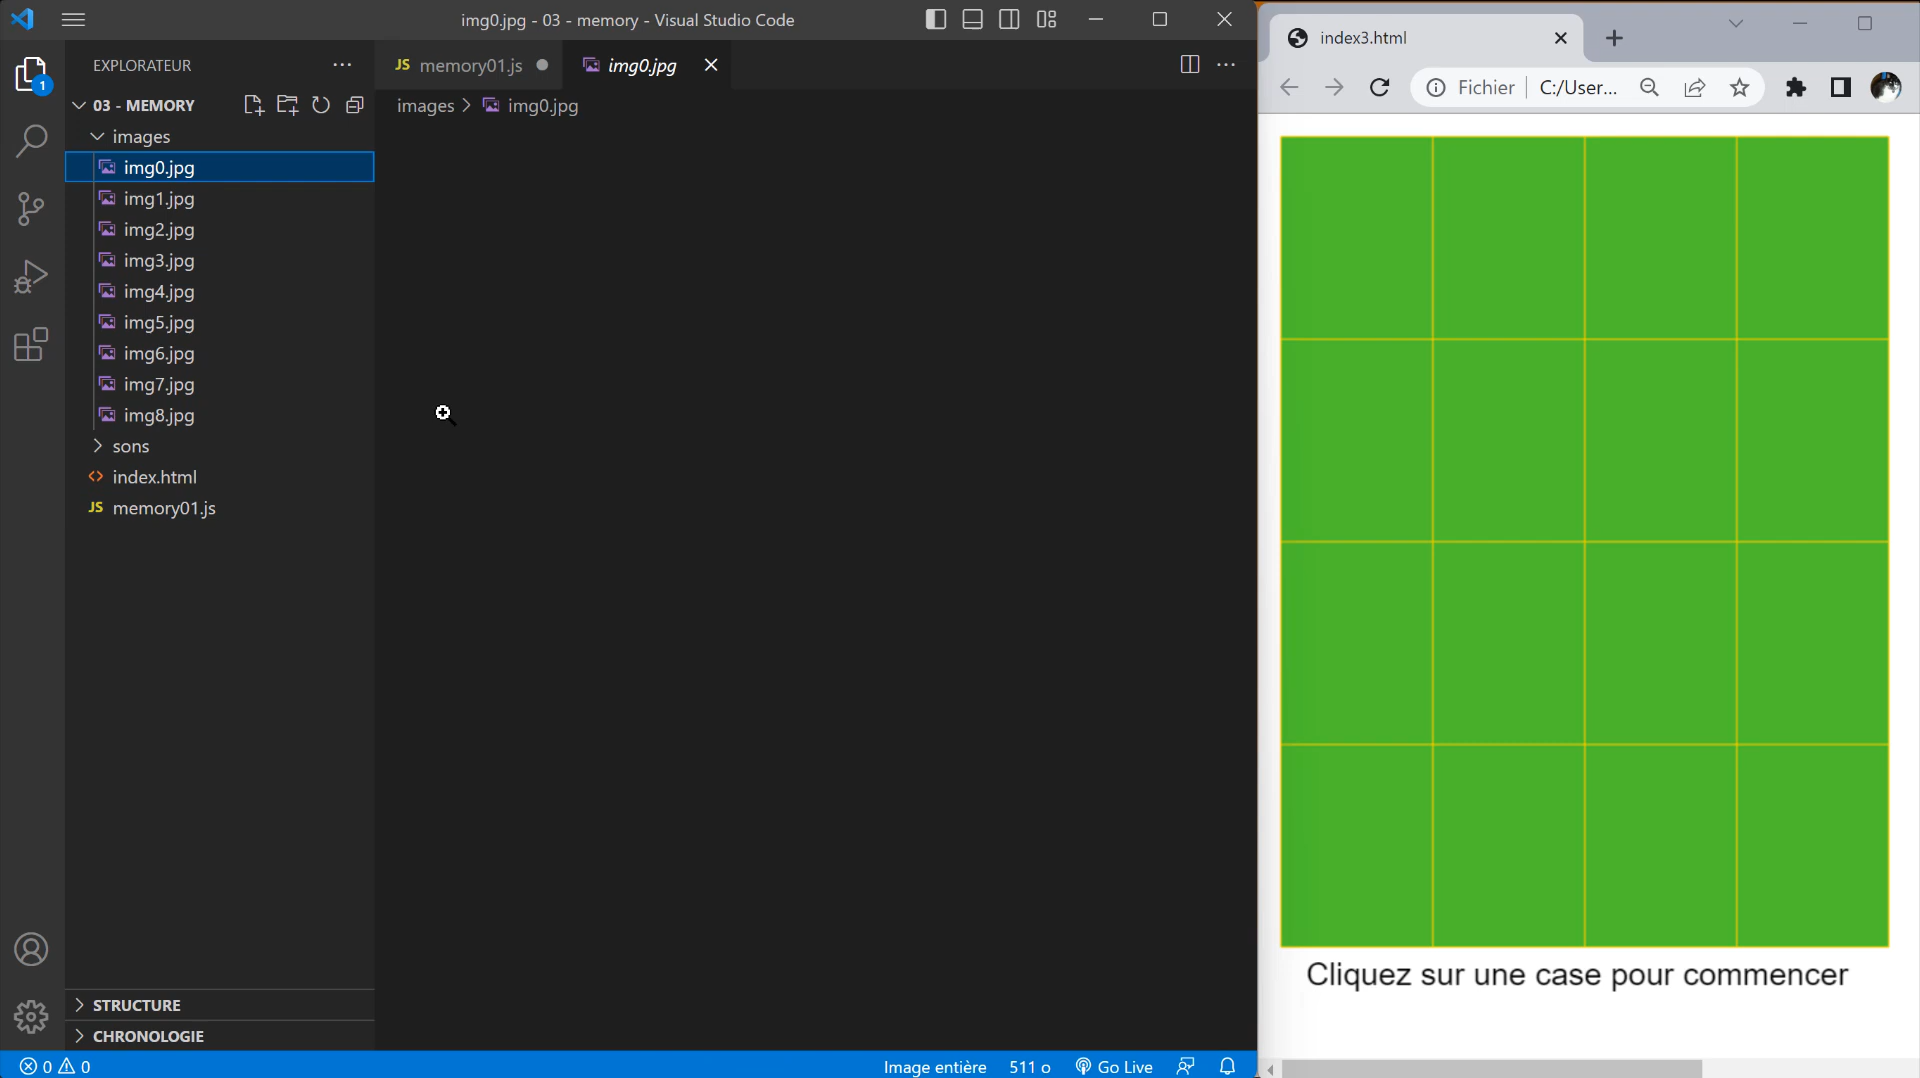 img0.jpg - 03 - memory - Visual Studio Code
EXPLORATEUR
1
03 - MEMORY
images
img0.jpg
img1.jpg
img2.jpg
img3.jpg
img4.jpg
img5.jpg
img6.jpg
img7.jpg
img8.jpg
sons
<> index.html
JS memory01.js
STRUCTURE
CHRONOLOGIE
JS memory01.js
img0.jpg
images > img0.jpg
0 0
Image entière 511 o Go Live
index3.html
Fichier C:/User...
Cliquez sur une case pour commencer